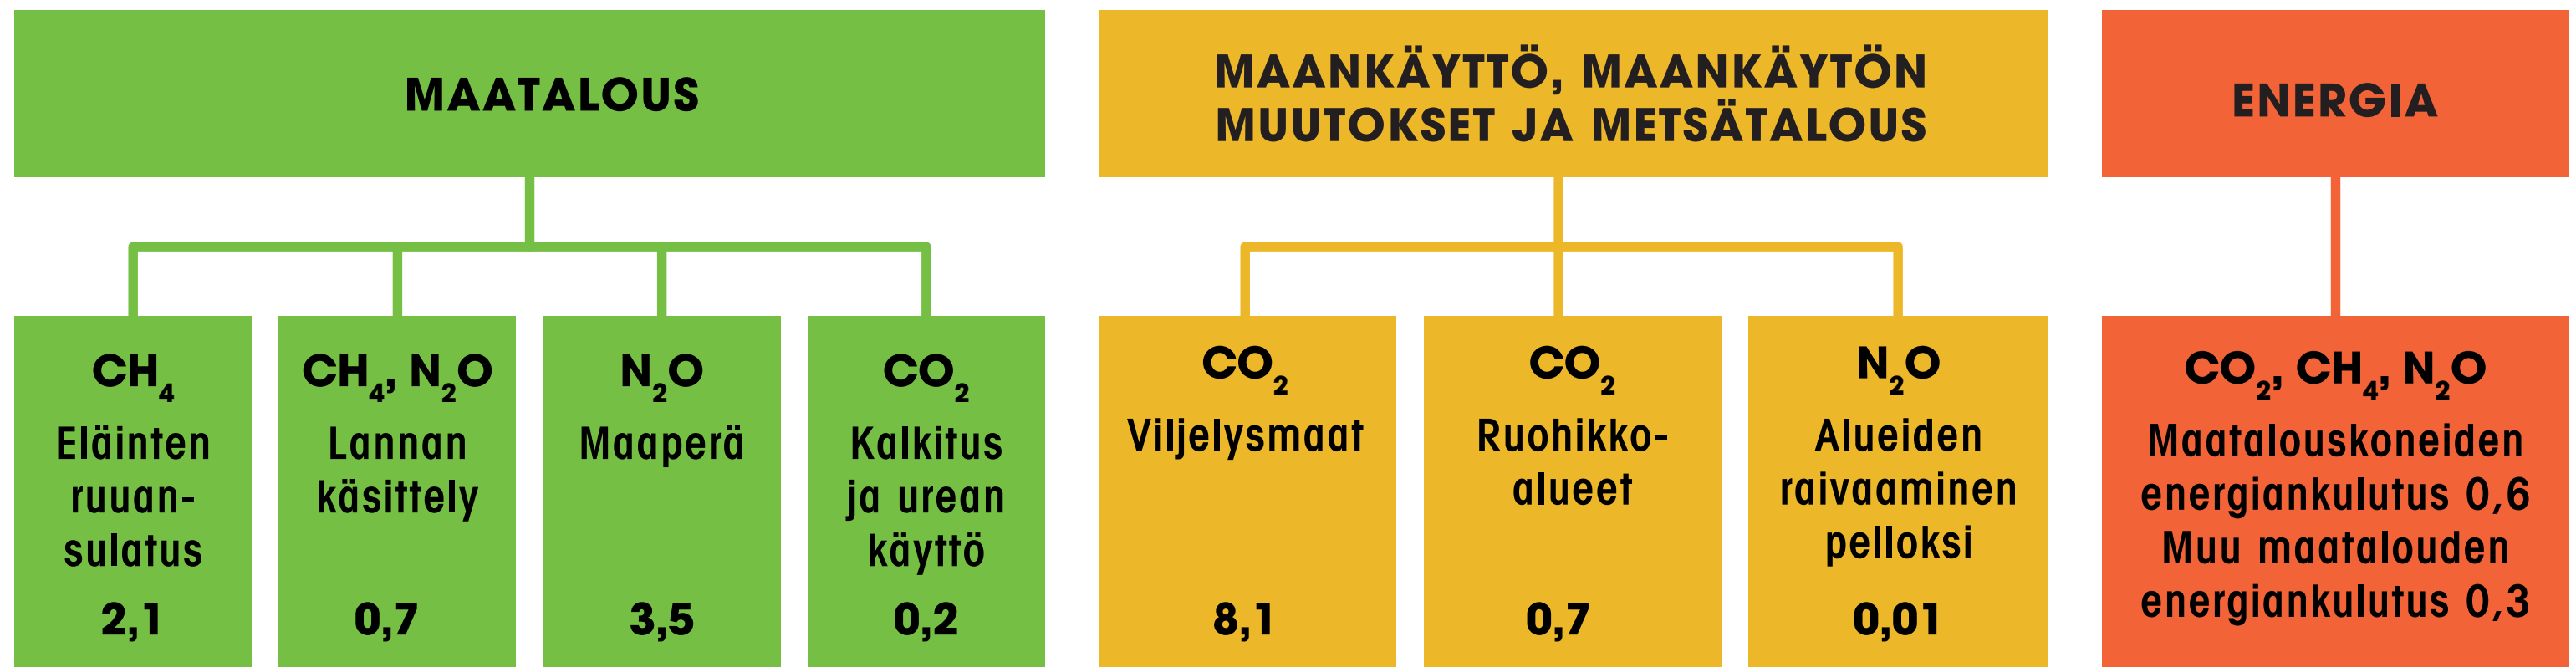 MAATALOUS
CH₄
Eläinten
ruuan-
sulatus
2,1
CH₄, N₂O
Lannan
käsittely
0,7
N₂O
Maaperä
3,5
CO₂
Kalkitus
ja urean
käyttö
0,2
MAANKÄYTTÖ, MAANKÄYTÖN
MUUTOKSET JA METSÄTALOUS
CO₂
Viljelysmaat
8,1
CO₂
Ruohikko-
alueet
0,7
N₂O
Alueiden
raivaaminen
pelloksi
0,01
ENERGIA
CO₂, CH₄, N₂O
Maatalouskoneiden
energiankulutus 0,6
Muu maatalouden
energiankulutus 0,3